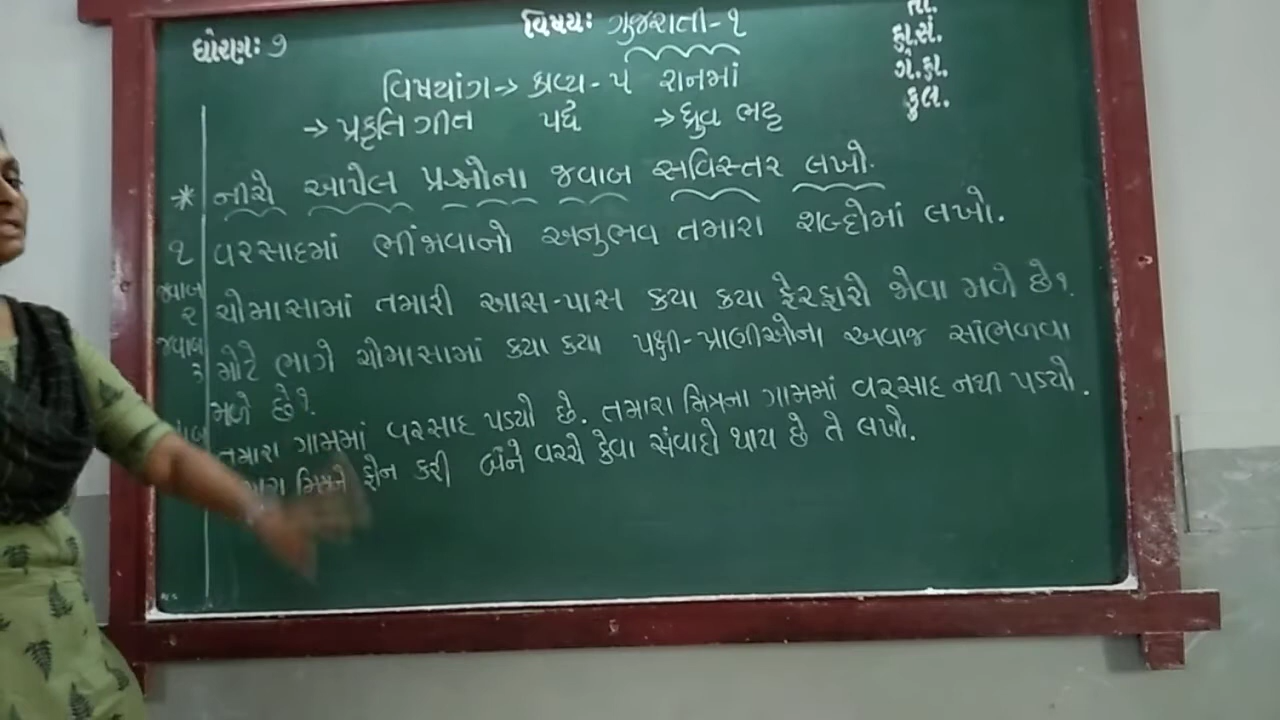 ધોરણઃ ૭ વિષયઃ ગુજરાતી-૧ તા.
હા.સં.
વિષયાંગ→ કાવ્ય-૫ રાનમાં ગે.હા.
→ પ્રકૃતિ ગીત પદ્ય → ધ્રુવ ભટ્ટ કુલ.
* નીચે આપેલ પ્રશ્નોના જવાબ સવિસ્તર લખો.
૧ વરસાદમાં ભીંજાવાનો અનુભવ તમારા શબ્દોમાં લખો.
જવાબ
૨ ચોમાસામાં તમારી આસ-પાસ કયા કયા ફેરફારો જોવા મળે છે?
જવાબ
૩ મોટે ભાગે ચોમાસામાં કયા કયા પક્ષી-પ્રાણીઓના અવાજ સાંભળવા
મળે છે?
તમારા ગામમાં વરસાદ પડ્યો છે. તમારા મિત્રના ગામમાં વરસાદ નથી પડ્યો.
મિત્રને ફોન કરી બંને વચ્ચે કેવા સંવાદો થાય છે તે લખો.